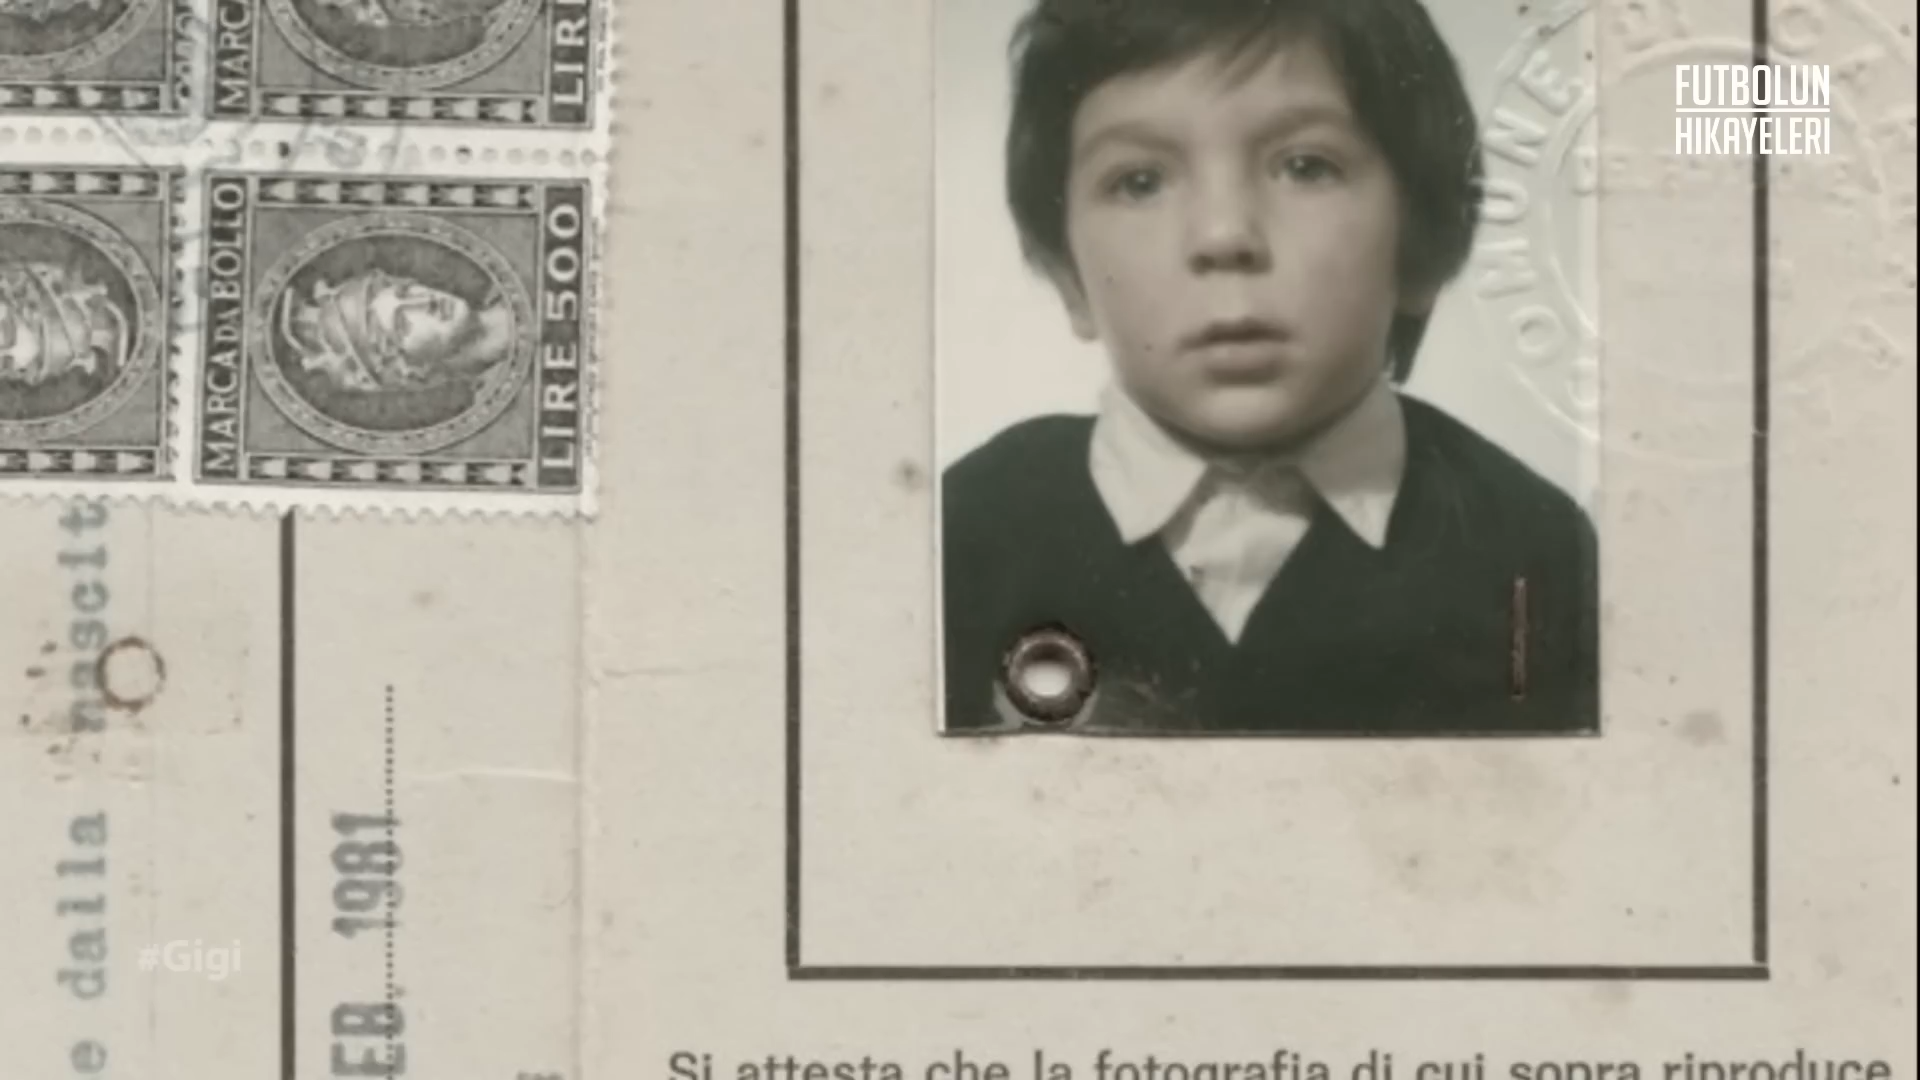 FUTBOLUN
HIKAYELERİ
MARCA
LIRE
MARCA DA BOLLO
LIRE 500
OMUNE
e dalla nascit
FEB. 1981
#Gigi
Si attesta che la fotografia di cui sopra riproduce